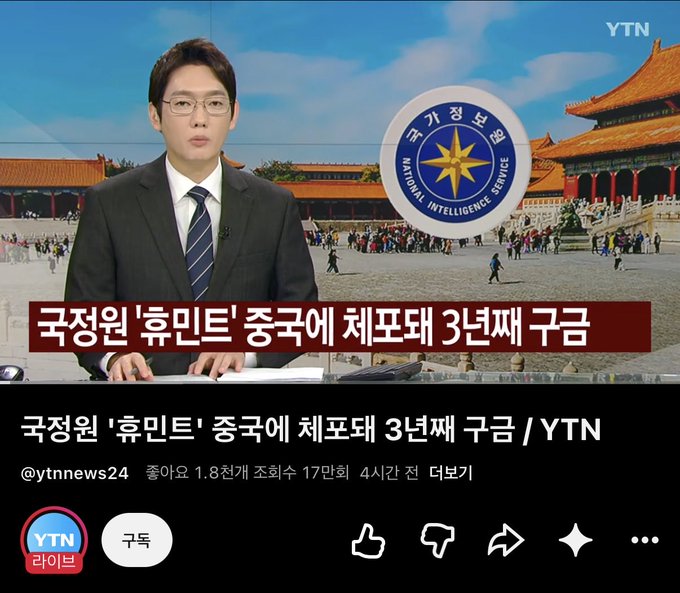 YTN
국가정보원
NATIONAL INTELLIGENCE SERVICE
국정원 '휴민트' 중국에 체포돼 3년째 구금
국정원 '휴민트' 중국에 체포돼 3년째 구금 / YTN
@ytnnews24 좋아요 1.8천개 조회수 17만회 4시간 전 더보기
YTN
라이브
구독